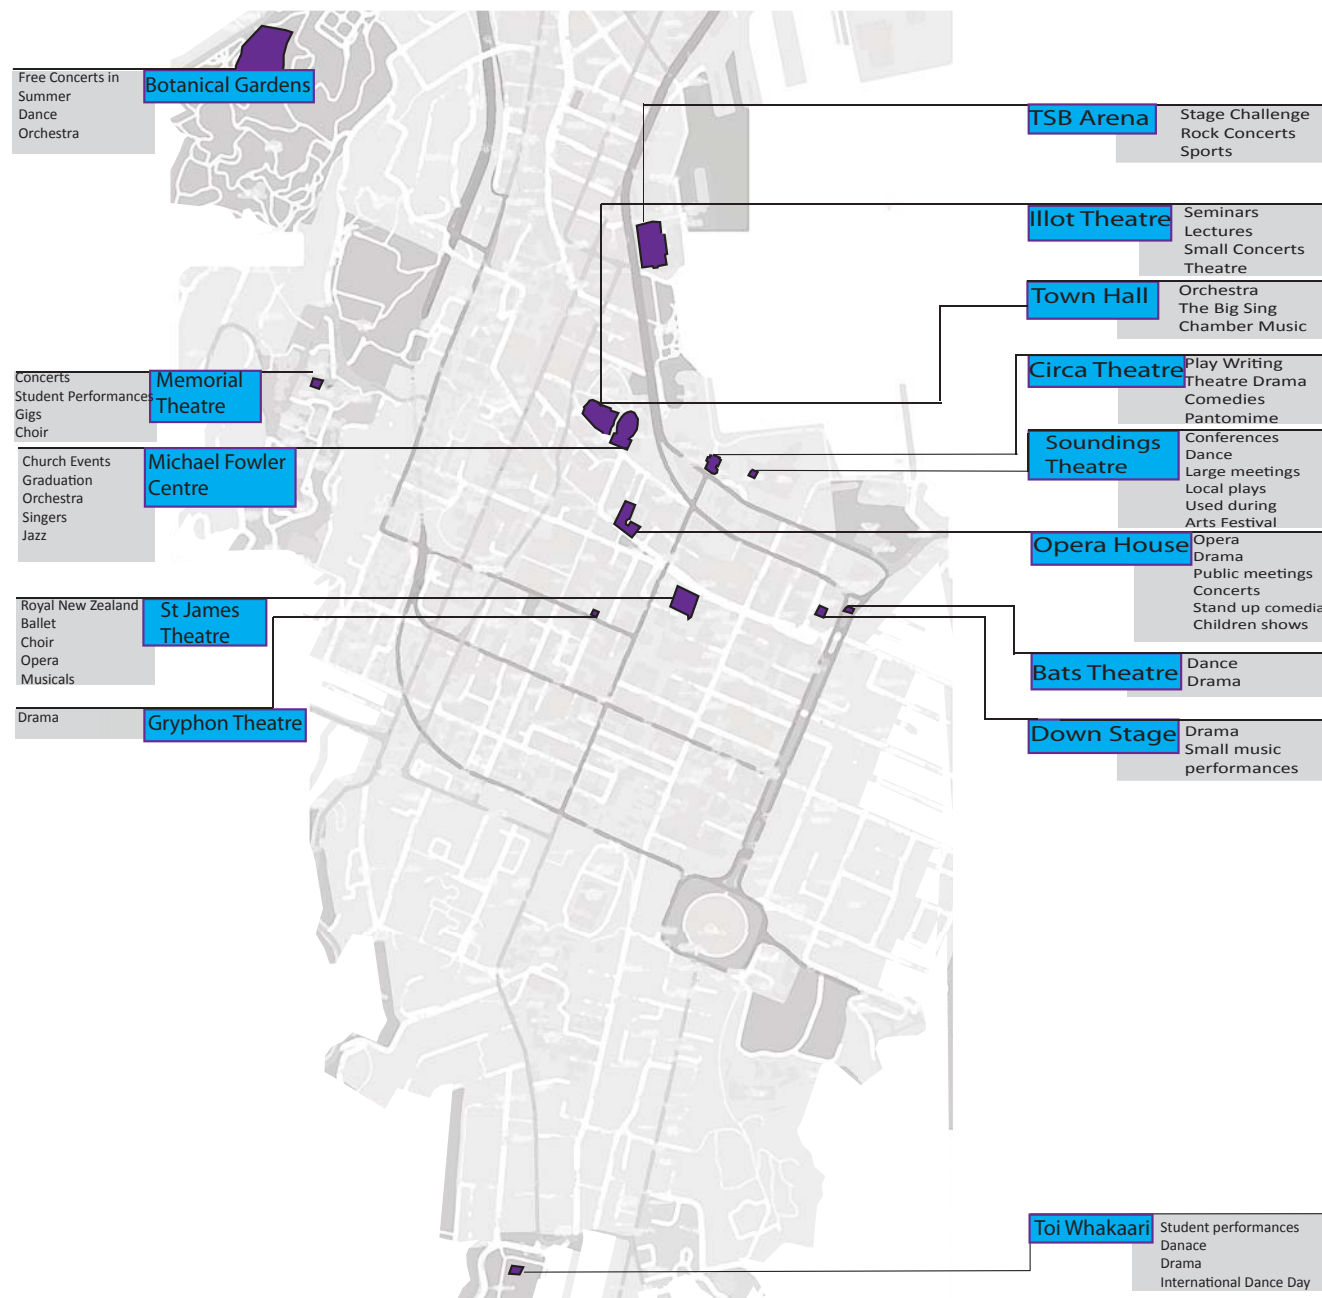 Botanical Gardens
Free Concerts in
Summer
Dance
Orchestra
Memorial
Theatre
Concerts
Student Performances
Gigs
Choir
Michael Fowler
Centre
Church Events
Graduation
Orchestra
Singers
Jazz
St James
Theatre
Royal New Zealand
Ballet
Choir
Opera
Musicals
Gryphon Theatre
Drama
TSB Arena
Stage Challenge
Rock Concerts
Sports
Illot Theatre
Seminars
Lectures
Small Concerts
Theatre
Town Hall
Orchestra
The Big Sing
Chamber Music
Circa Theatre
Play Writing
Theatre Drama
Comedies
Pantomime
Soundings
Theatre
Conferences
Dance
Large meetings
Local plays
Used during
Arts Festival
Opera House
Opera
Drama
Public meetings
Concerts
Stand up comedia
Children shows
Bats Theatre
Dance
Drama
Down Stage
Drama
Small music
performances
Toi Whakaari
Student performances
Danace
Drama
International Dance Day